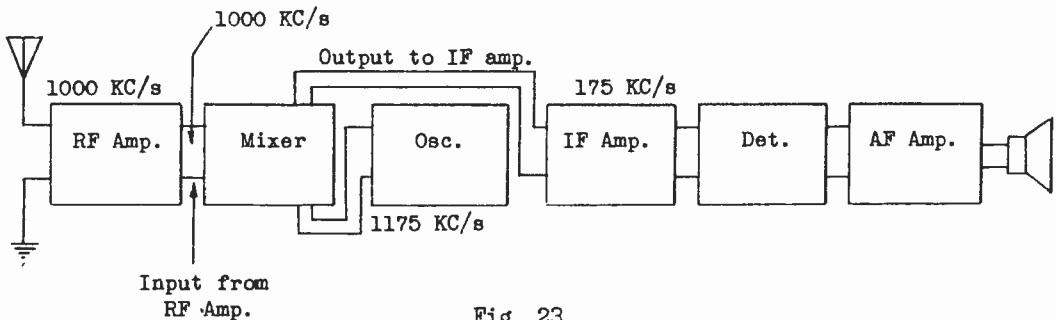 1000 KC/s
Output to IF amp.
1000 KC/s
175 KC/s
RF Amp.
Mixer
Osc.
IF Amp.
Det.
AF Amp.
1175 KC/s
Input from
RF Amp.
Fig. 23